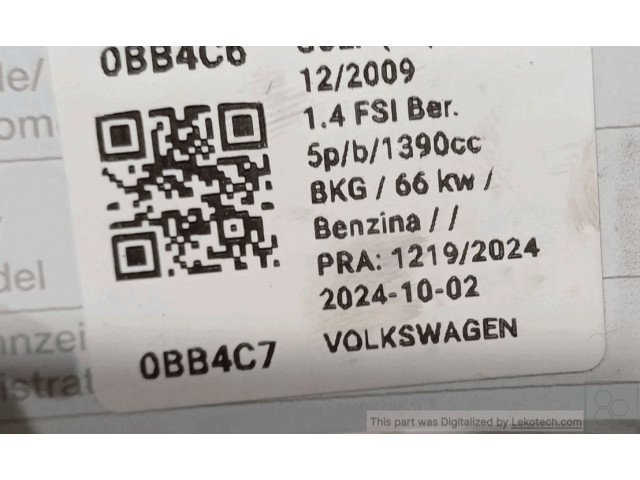 0BB4C6
12/2009
1.4 FSI Ber.
5p/b/1390cc
BKG / 66 kw /
Benzina / /
PRA: 1219/2024
2024-10-02
VOLKSWAGEN
0BB4C7
del
This part was Digitalized by Lekotech.com